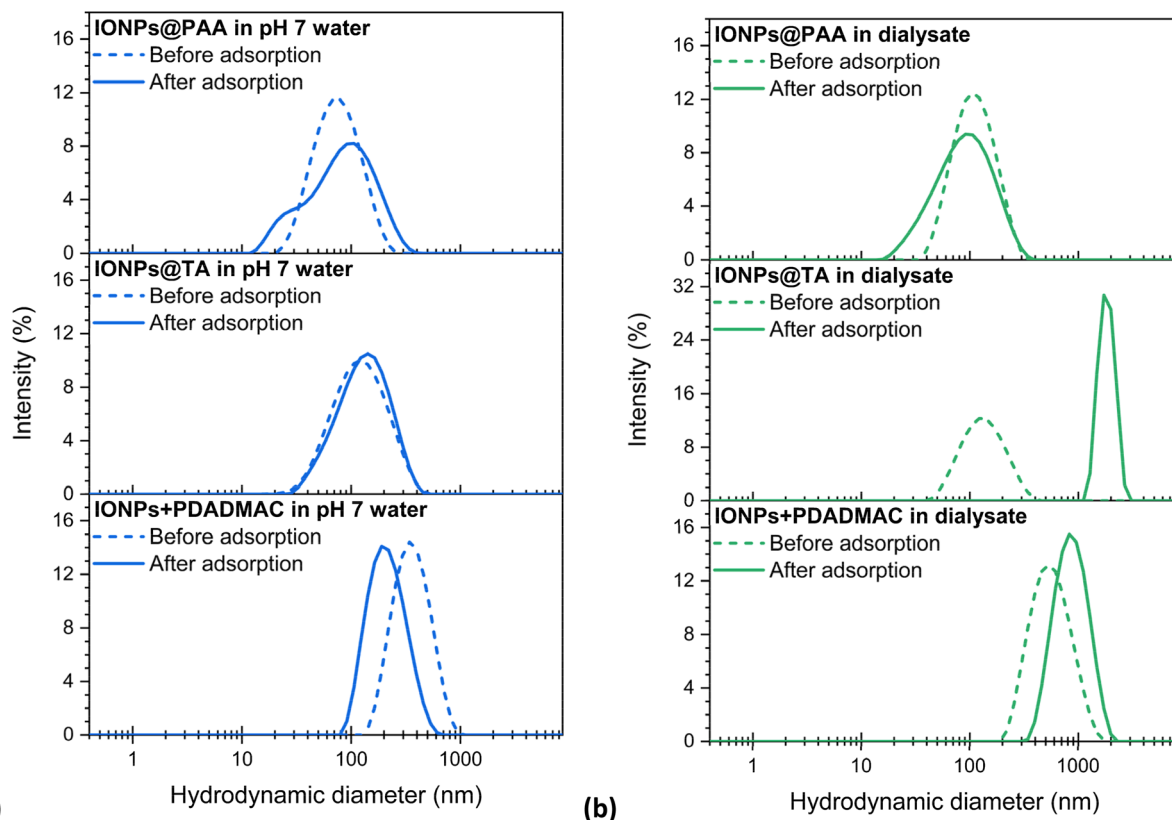 IONPs@PAA in pH 7 water
Before adsorption
After adsorption
16
12
8
4
0
IONPs@TA in pH 7 water
Before adsorption
After adsorption
16
12
8
4
0
IONPs+PDADMAC in pH 7 water
Before adsorption
After adsorption
16
12
8
4
0
1
10
100
1000
Intensity (%)
Hydrodynamic diameter (nm)
)
(b)
IONPs@PAA in dialysate
Before adsorption
After adsorption
16
12
8
4
0
IONPs@TA in dialysate
Before adsorption
After adsorption
32
24
16
8
0
IONPs+PDADMAC in dialysate
Before adsorption
After adsorption
16
12
8
4
0
1
10
100
1000
Intensity (%)
Hydrodynamic diameter (nm)